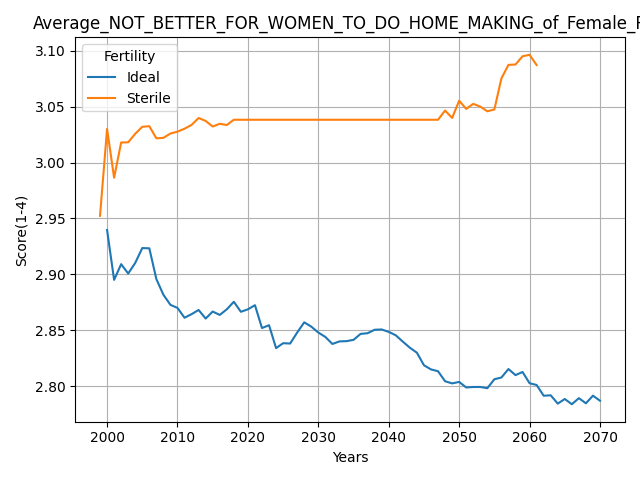 Average_NOT_BETTER_FOR_WOMEN_TO_DO_HOME_MAKING_of_Female_
Fertility
Ideal
Sterile
3.10
3.05
3.00
2.95
2.90
2.85
2.80
Score(1-4)
2000 2010 2020 2030 2040 2050 2060 2070
Years